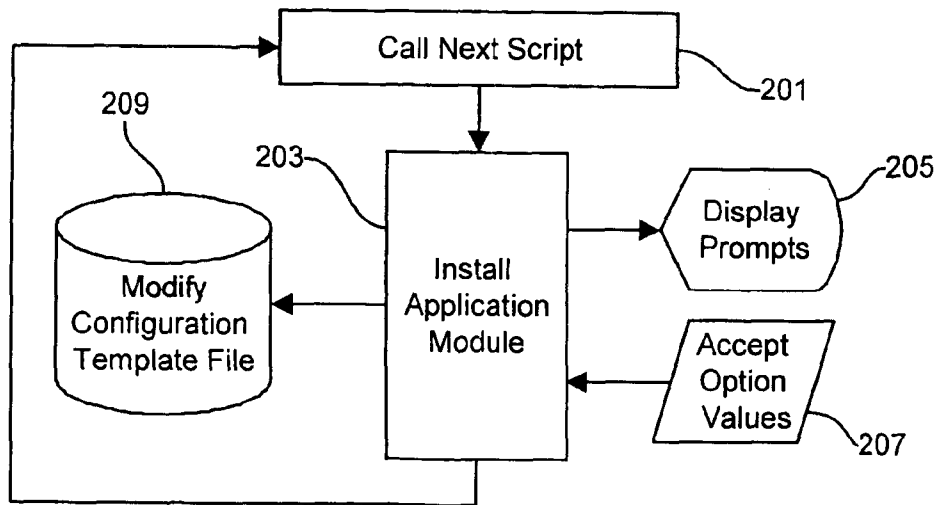 Call Next Script
201
209
203
205
Display
Prompts
Install
Application
Module
Modify
Configuration
Template File
Accept
Option
Values
207